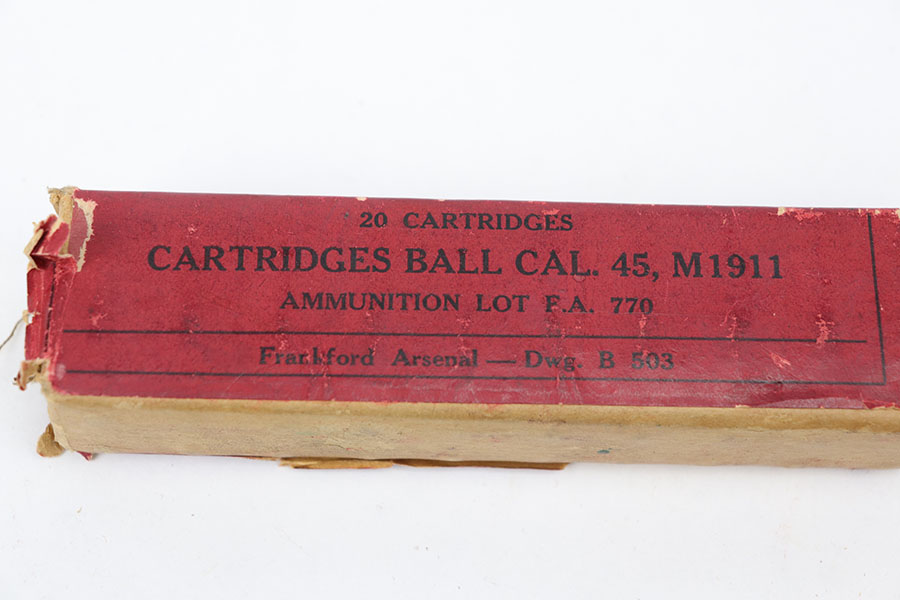 20 CARTRIDGES
CARTRIDGES BALL CAL. 45, M1911
AMMUNITION LOT F.A. 770
Frankford Arsenal — Dwg. B 503